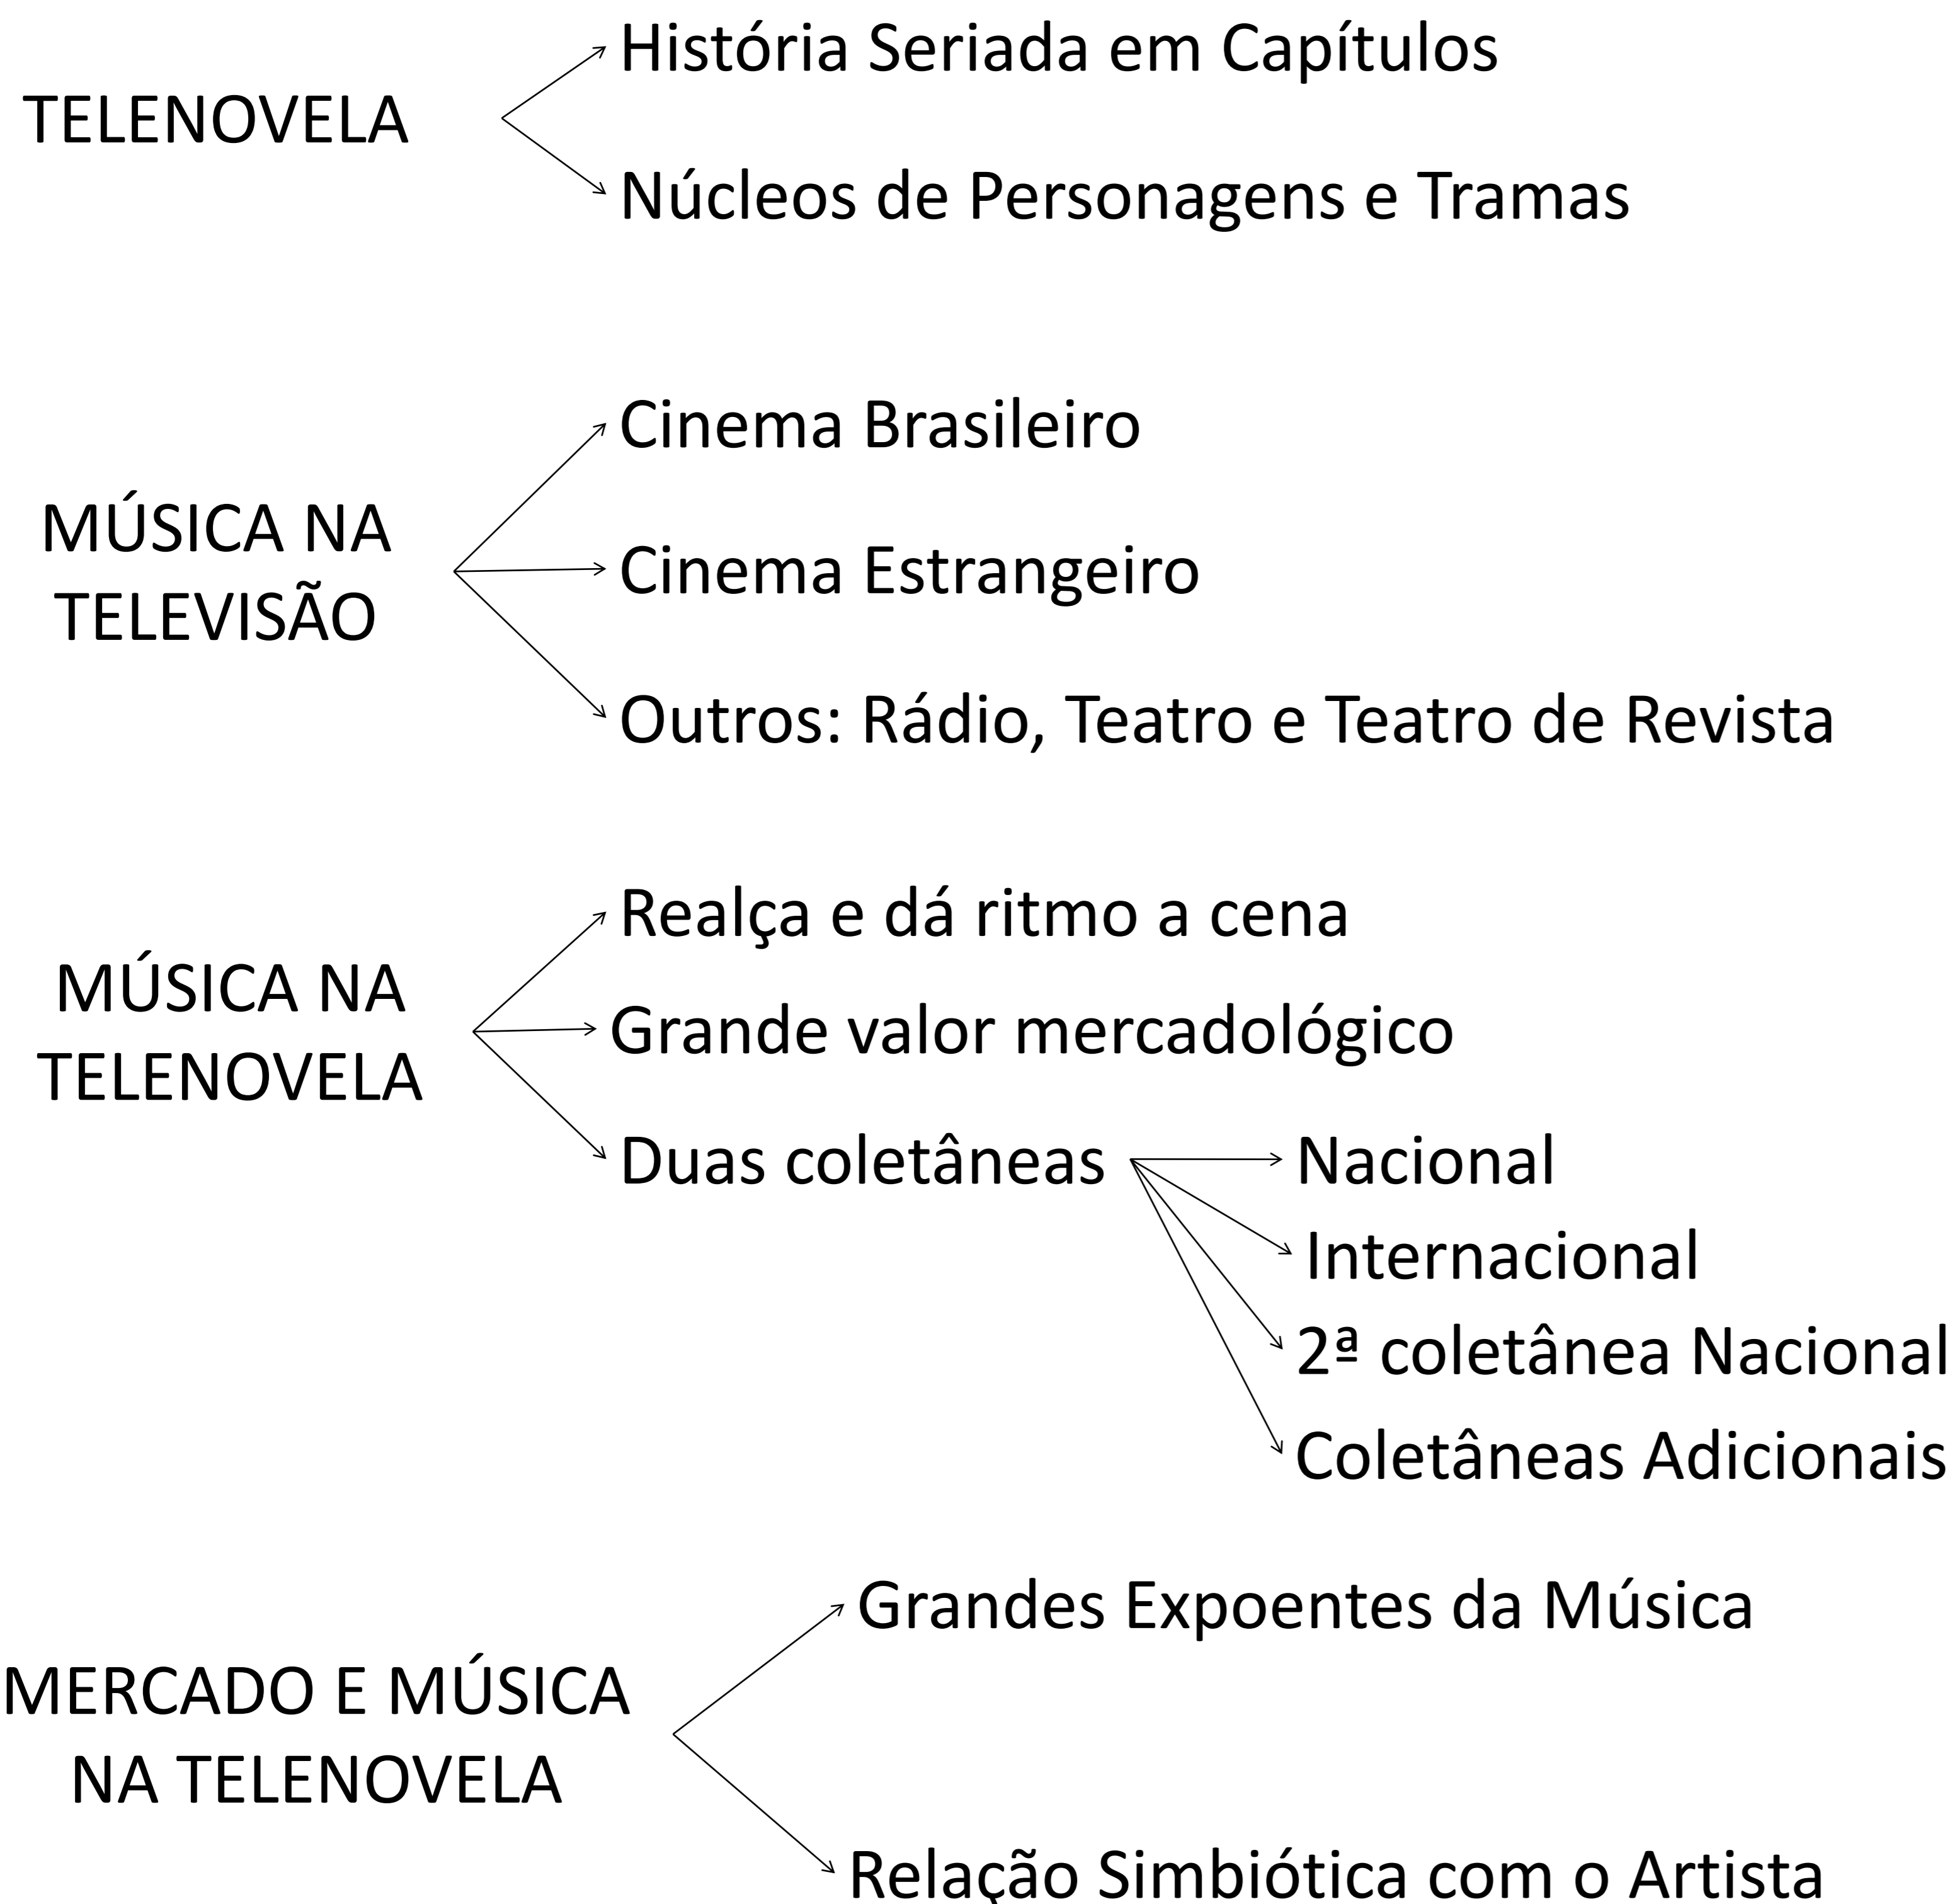 TELENOVELA
História Seriada em Capítulos
Núcleos de Personagens e Tramas
MÚSICA NA
TELEVISÃO
Cinema Brasileiro
Cinema Estrangeiro
Outros: Rádio, Teatro e Teatro de Revista
MÚSICA NA
TELENOVELA
Realça e dá ritmo a cena
Grande valor mercadológico
Duas coletâneas
Nacional
Internacional
2ª coletânea Nacional
Coletâneas Adicionais
MERCADO E MÚSICA
NA TELENOVELA
Grandes Expoentes da Música
Relação Simbiótica com o Artista